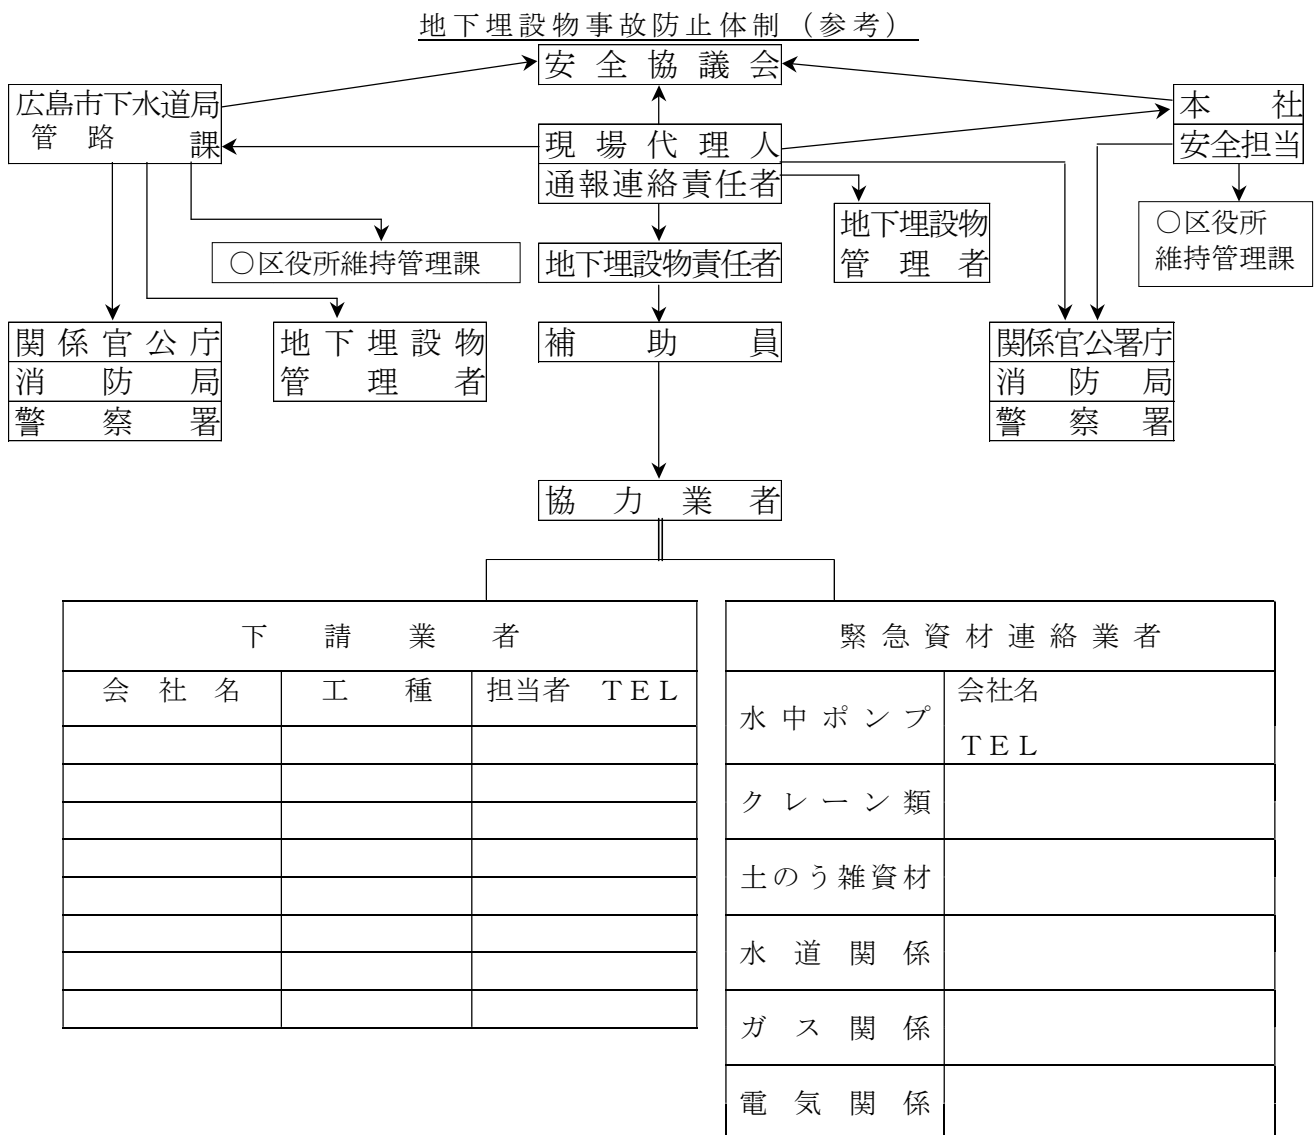 地下埋設物事故防止体制（参考）
安全協議会
広島市下水道局
管路課
現場代理人
通報連絡責任者
本社
安全担当
地下埋設物
管理者
○区役所
維持管理課
○区役所維持管理課
地下埋設物責任者
関係官公庁
消防局
警察署
地下埋設物
管理者
補助員
関係官公署庁
消防局
警察署
協力業者
下請業者
会社名 工種 担当者 ＴＥＬ
緊急資材連絡業者
水中ポンプ 会社名
ＴＥＬ
クレーン類
土のう雑資材
水道関係
ガス関係
電気関係